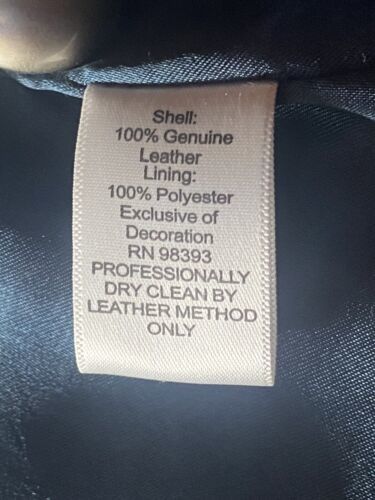 Shell:
100% Genuine
Leather
Lining:
100% Polyester
Exclusive of
Decoration
RN 98393
PROFESSIONALLY
DRY CLEAN BY
LEATHER METHOD
ONLY